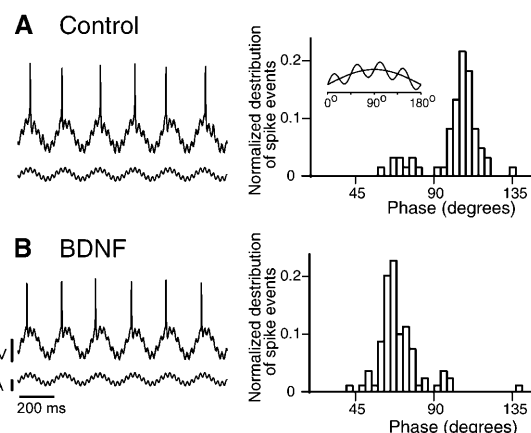 A Control
Normalized destribution
of spike events
0.2
0.1
0
0° 90° 180°
45 90 135
Phase (degrees)
B BDNF
200 ms
Normalized destribution
of spike events
0.2
0.1
0
45 90 135
Phase (degrees)